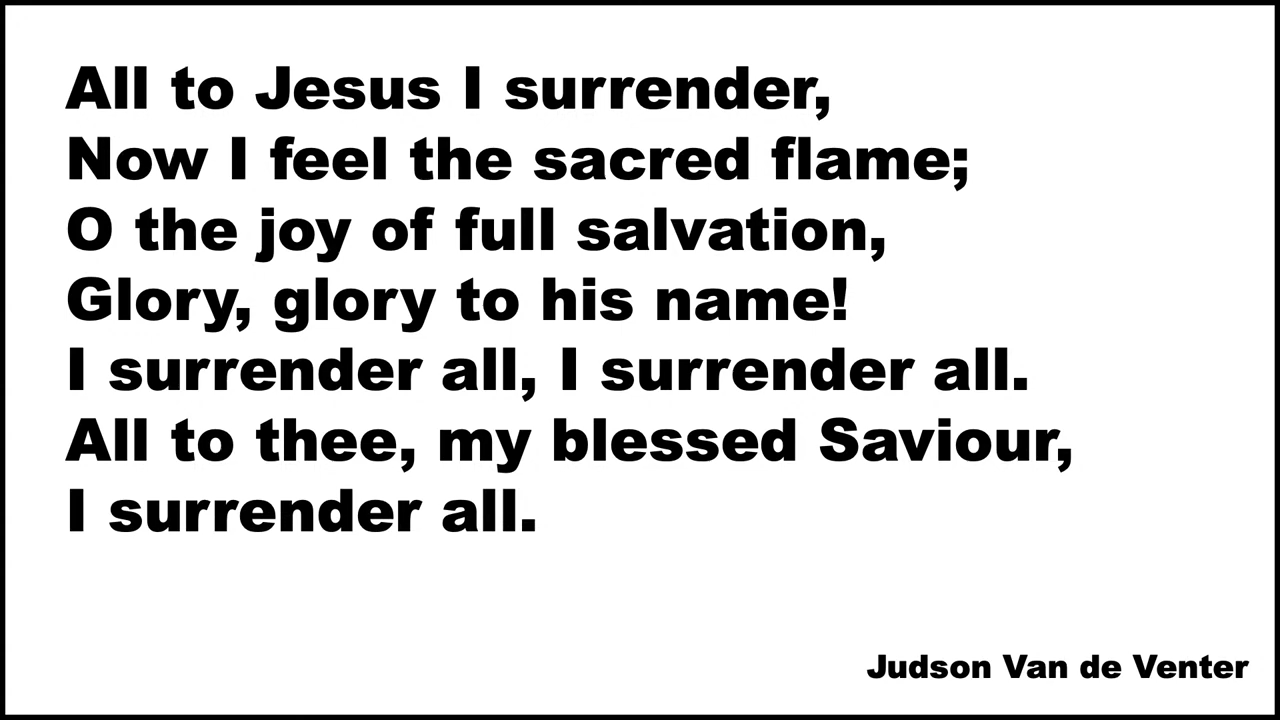 All to Jesus I surrender,
Now I feel the sacred flame;
O the joy of full salvation,
Glory, glory to his name!
I surrender all, I surrender all.
All to thee, my blessed Saviour,
I surrender all.
Judson Van de Venter